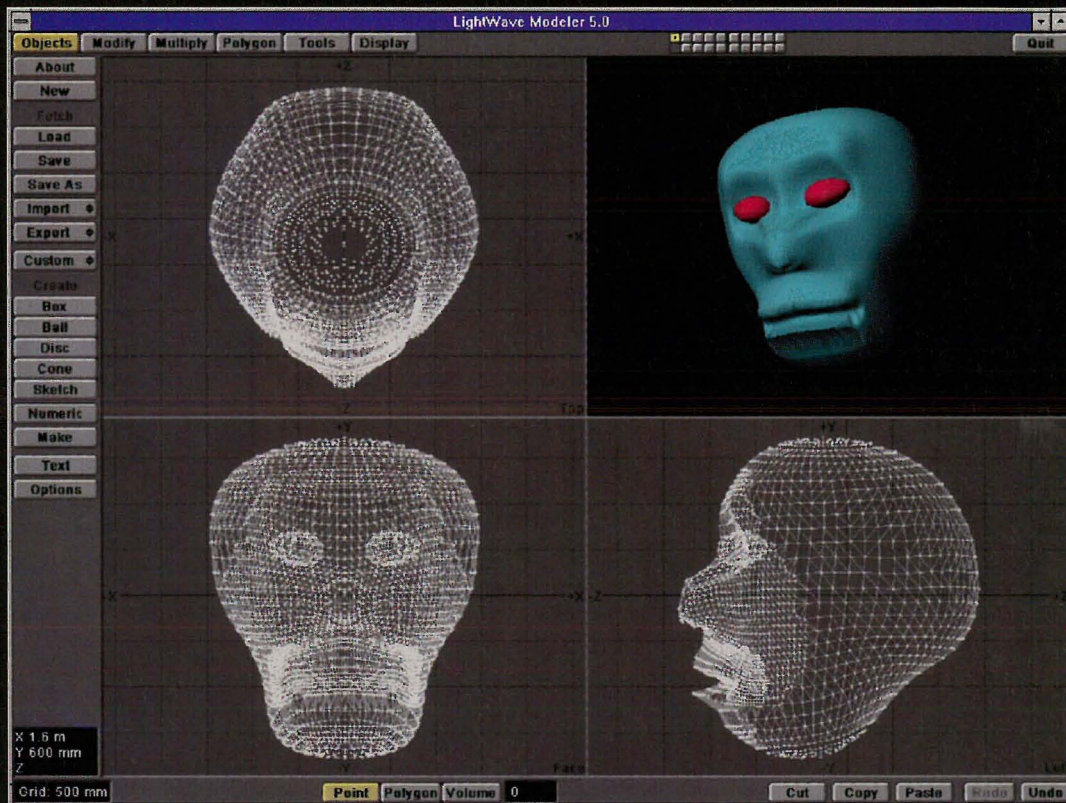 LightWave Modeler 5.0
Objects Modify Multiply Polygon Tools Display Quit
About
New
Fetch
Load
Save
Save As
Import
Export
Custom
Create
Box
Ball
Disc
Cone
Sketch
Numeric
Make
Text
Options
+Z
-X +X
-Z Top
+Y
-X +X
-Y Face
+Y
-Z +Z
-Y Left
X 1.6 m
Y 600 mm
Z
Grid: 500 mm Point Polygon Volume 0 Cut Copy Paste Redo Undo